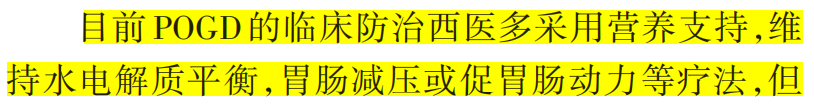 目前POGD的临床防治西医多采用营养支持,维
持水电解质平衡,胃肠减压或促胃肠动力等疗法,但